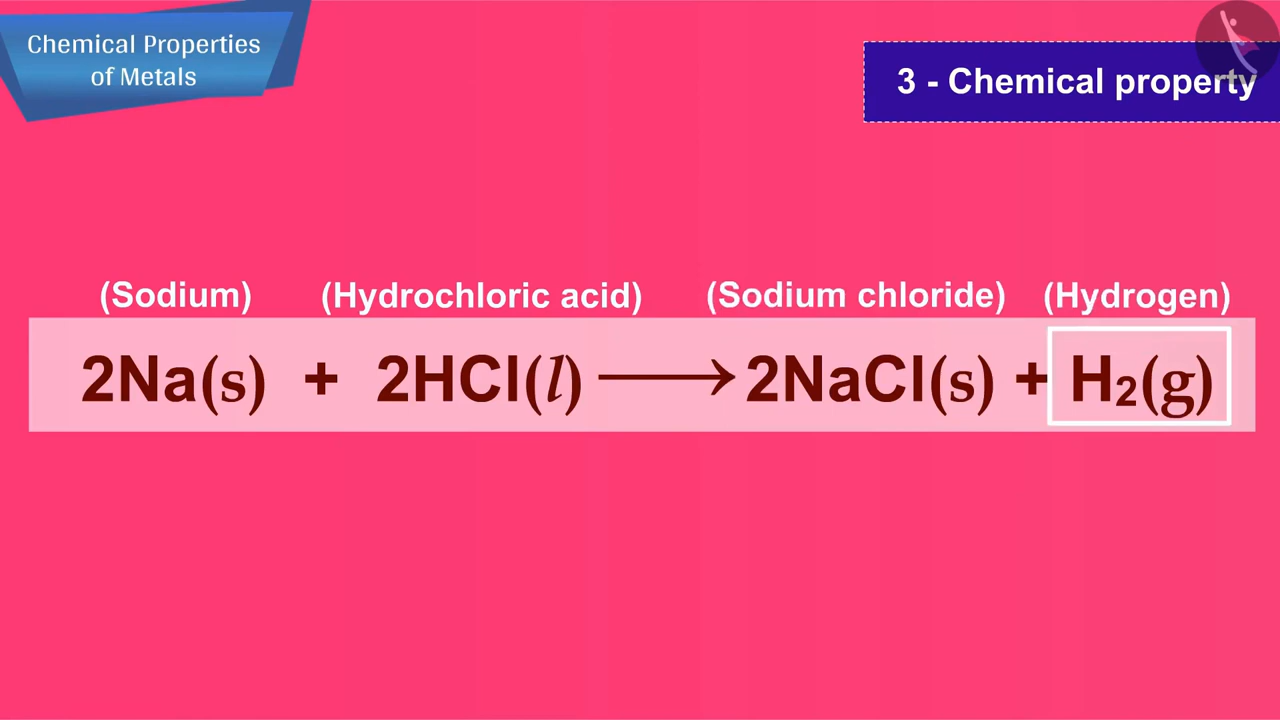 Chemical Properties
of Metals
3 - Chemical property
(Sodium) (Hydrochloric acid) (Sodium chloride) (Hydrogen)
2Na(s) + 2HCl(l) ⟶ 2NaCl(s) + H₂(g)